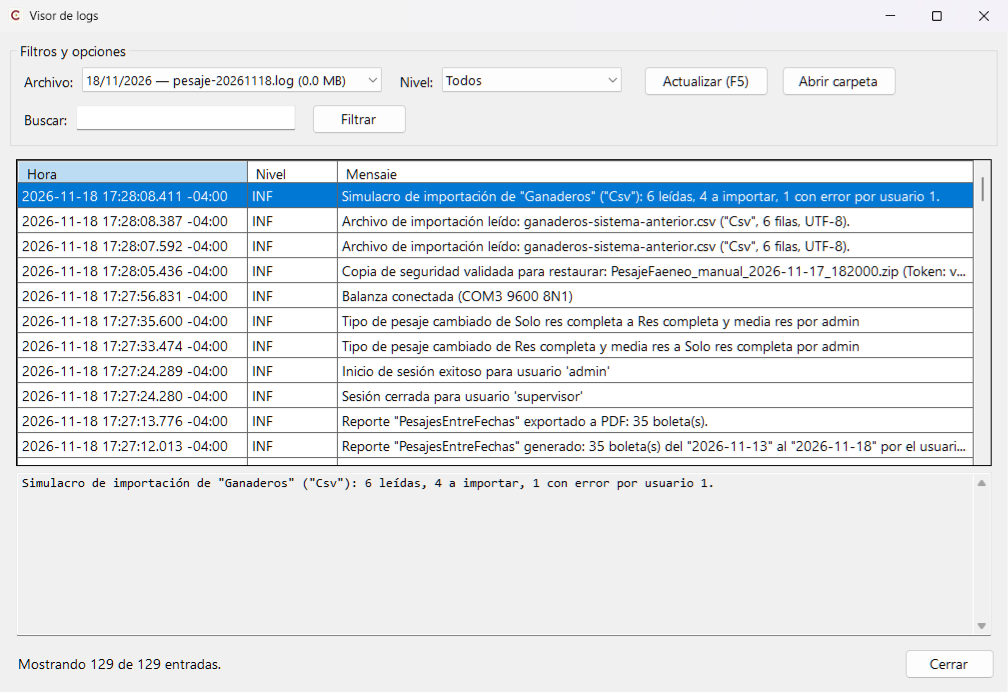 Visor de logs
Filtros y opciones
Archivo: 18/11/2026 — pesaje-20261118.log (0.0 MB) Nivel: Todos Actualizar (F5) Abrir carpeta
Buscar: Filtrar
Hora Nivel Mensaje
2026-11-18 17:28:08.411 -04:00 INF Simulacro de importación de "Ganaderos" ("Csv"): 6 leídas, 4 a importar, 1 con error por usuario 1.
2026-11-18 17:28:08.387 -04:00 INF Archivo de importación leído: ganaderos-sistema-anterior.csv ("Csv", 6 filas, UTF-8).
2026-11-18 17:28:07.592 -04:00 INF Archivo de importación leído: ganaderos-sistema-anterior.csv ("Csv", 6 filas, UTF-8).
2026-11-18 17:28:05.436 -04:00 INF Copia de seguridad validada para restaurar: PesajeFaeneo_manual_2026-11-17_182000.zip (Token: v...
2026-11-18 17:27:56.831 -04:00 INF Balanza conectada (COM3 9600 8N1)
2026-11-18 17:27:35.600 -04:00 INF Tipo de pesaje cambiado de Solo res completa a Res completa y media res por admin
2026-11-18 17:27:33.474 -04:00 INF Tipo de pesaje cambiado de Res completa y media res a Solo res completa por admin
2026-11-18 17:27:24.289 -04:00 INF Inicio de sesión exitoso para usuario 'admin'
2026-11-18 17:27:24.280 -04:00 INF Sesión cerrada para usuario 'supervisor'
2026-11-18 17:27:13.776 -04:00 INF Reporte "PesajesEntreFechas" exportado a PDF: 35 boleta(s).
2026-11-18 17:27:12.013 -04:00 INF Reporte "PesajesEntreFechas" generado: 35 boleta(s) del "2026-11-13" al "2026-11-18" por el usuari...
Simulacro de importación de "Ganaderos" ("Csv"): 6 leídas, 4 a importar, 1 con error por usuario 1.
Mostrando 129 de 129 entradas. Cerrar